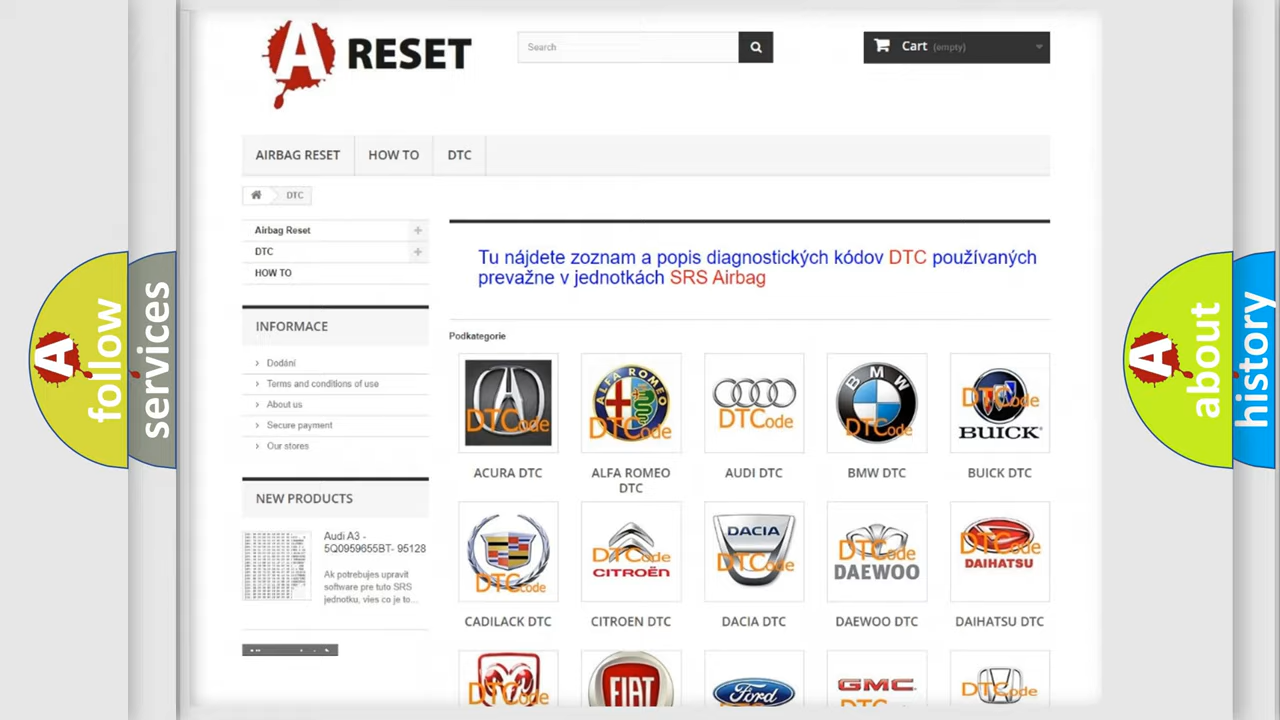 A RESET
Search
Cart (empty)
AIRBAG RESET
HOW TO
DTC
DTC
Airbag Reset
DTC
HOW TO
INFORMACE
Dodání
Terms and conditions of use
About us
Secure payment
Our stores
NEW PRODUCTS
Audi A3 -
5Q0959655BT- 95128
Ak potrebujes upravit
software pre tuto SRS
jednotku, vies co je to...
Tu nájdete zoznam a popis diagnostických kódov DTC používaných
prevažne v jednotkách SRS Airbag
Podkategorie
DTCode
ALFA ROMEO
DTCode
DTCode
BMW
DTCode
DTCode
BUICK
ACURA DTC
ALFA ROMEO
DTC
AUDI DTC
BMW DTC
BUICK DTC
DTCode
DTCode
CITROËN
DACIA
DTCode
DTCode
DAEWOO
DTCode
DAIHATSU
CADILACK DTC
CITROEN DTC
DACIA DTC
DAEWOO DTC
DAIHATSU DTC
DTCode
FIAT
Ford
GMC
DTCode
A follow
services
A about
history